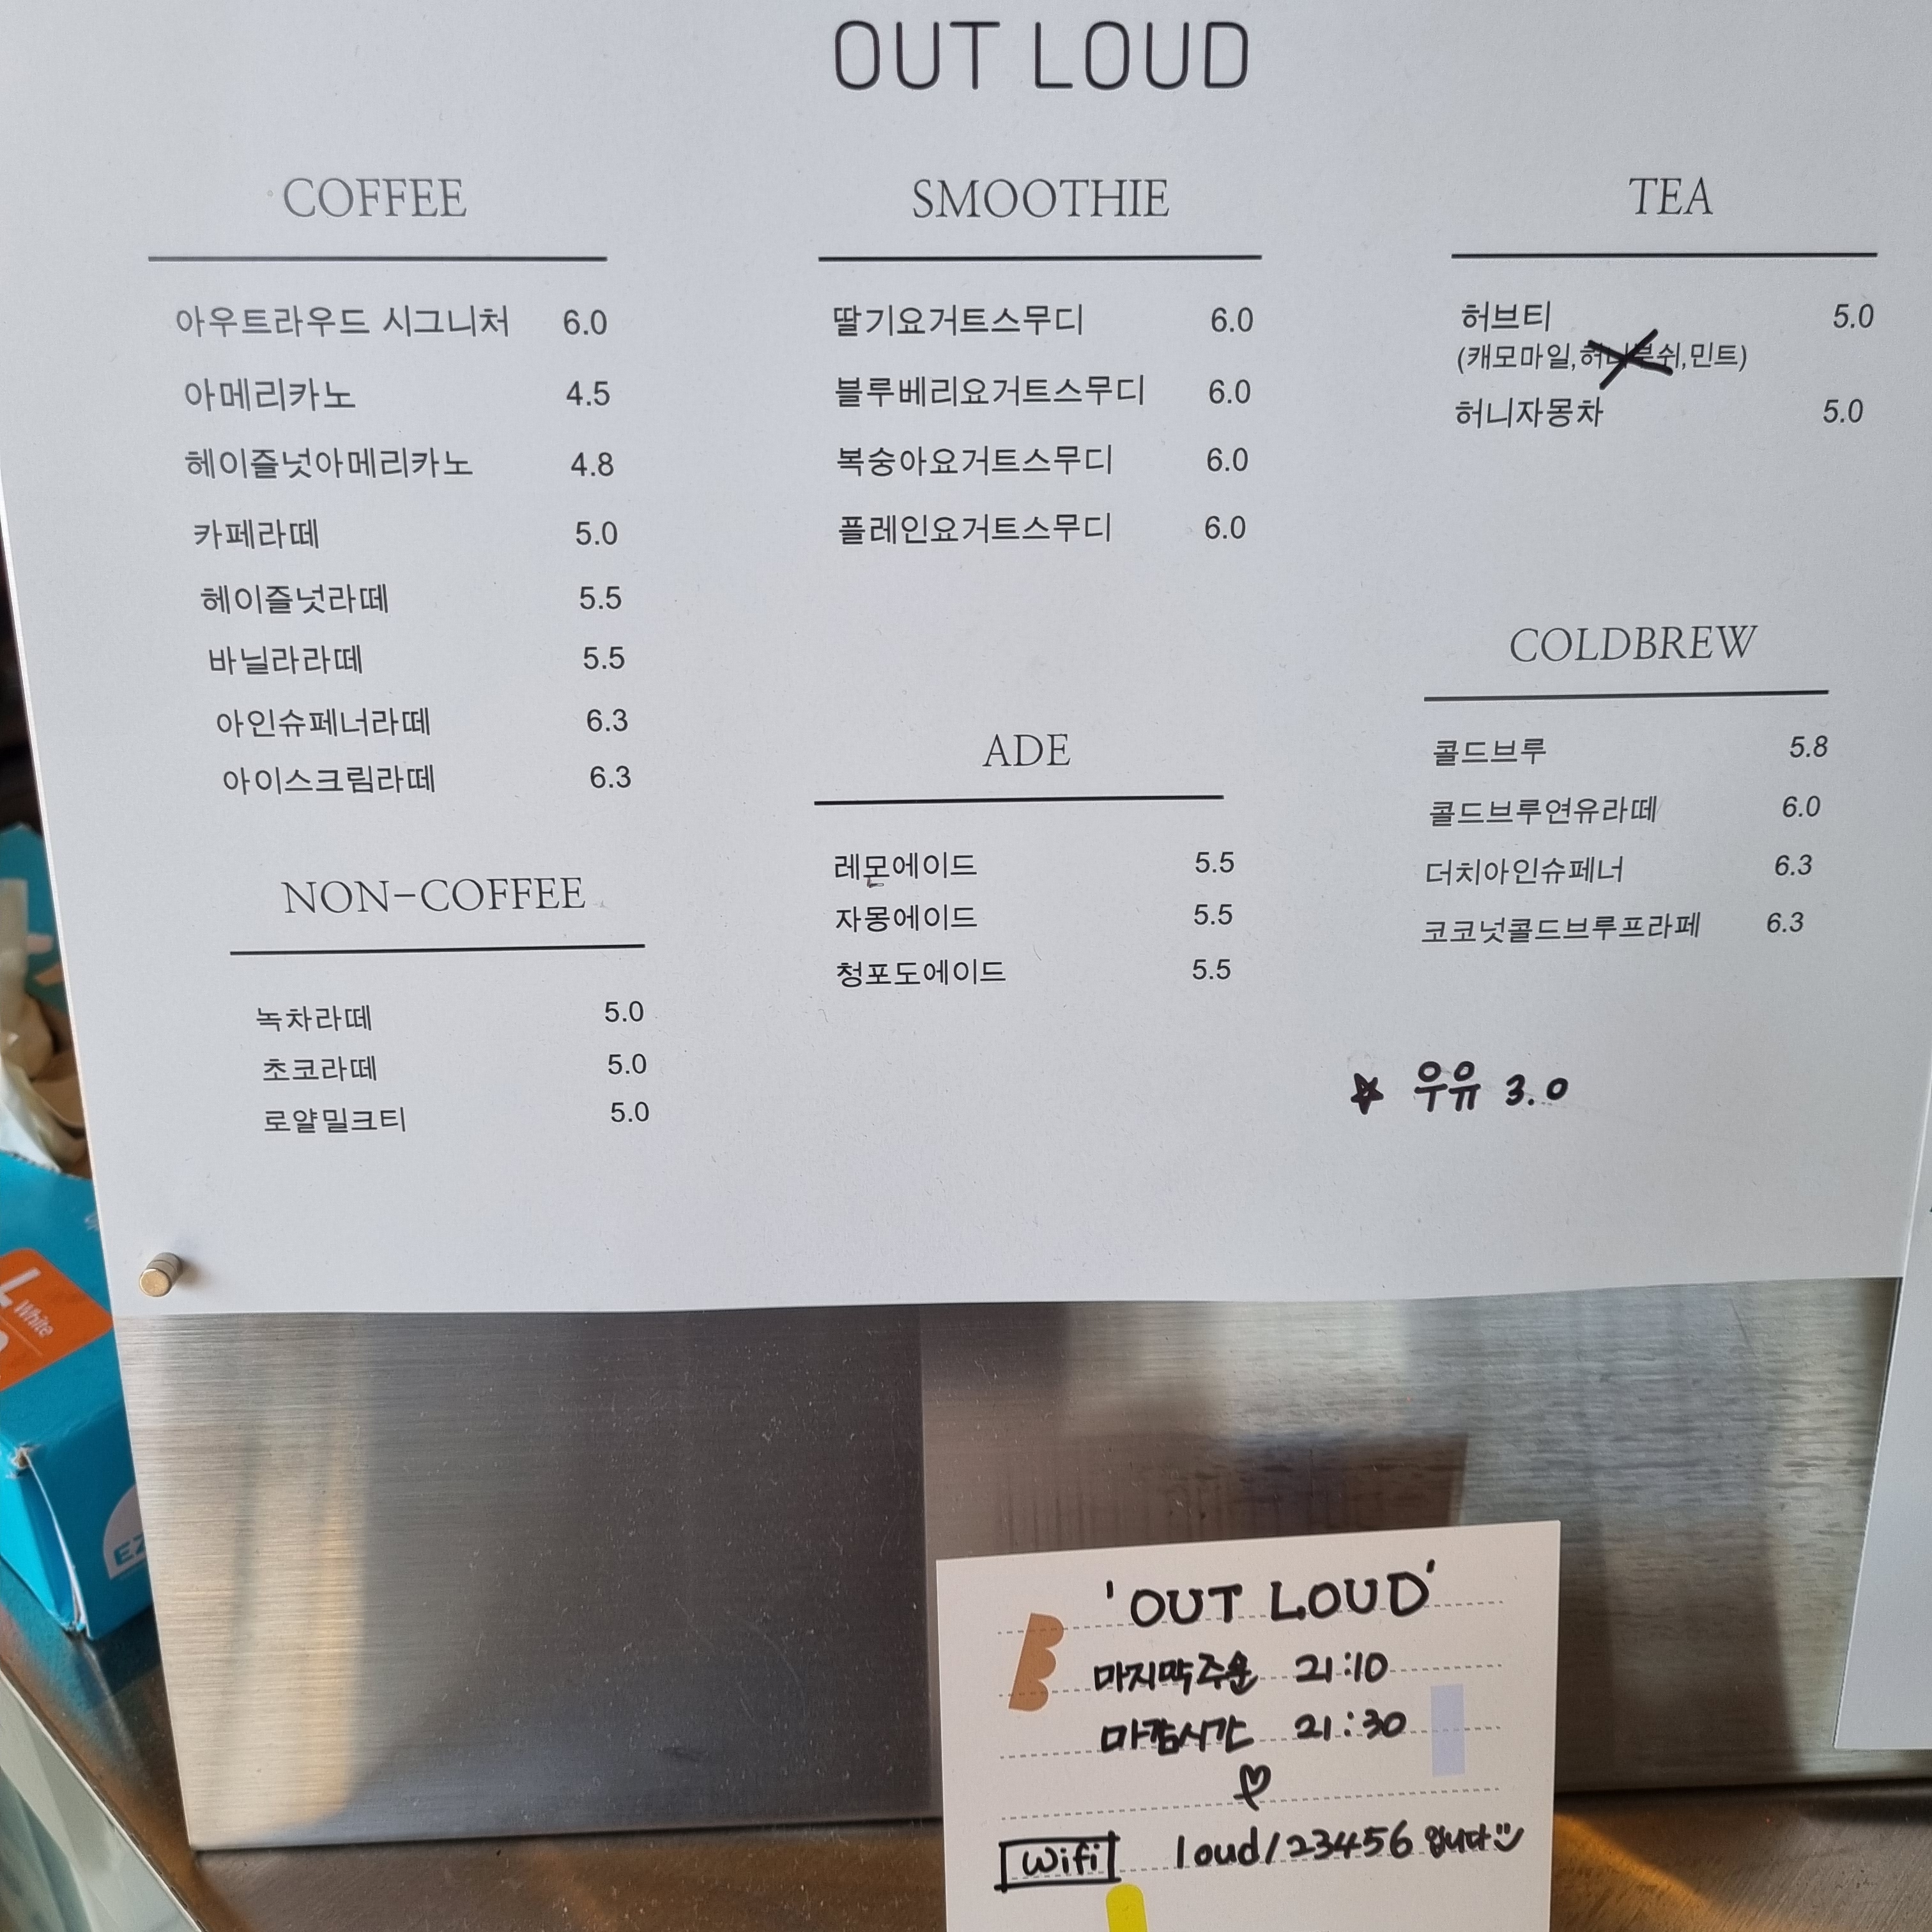 OUT LOUD
COFFEE
아우트라우드 시그니처 6.0
아메리카노 4.5
헤이즐넛아메리카노 4.8
카페라떼 5.0
헤이즐넛라떼 5.5
바닐라라떼 5.5
아인슈페너라떼 6.3
아이스크림라떼 6.3
NON-COFFEE
녹차라떼 5.0
초코라떼 5.0
로얄밀크티 5.0
SMOOTHIE
딸기요거트스무디 6.0
블루베리요거트스무디 6.0
복숭아요거트스무디 6.0
플레인요거트스무디 6.0
ADE
레몬에이드 5.5
자몽에이드 5.5
청포도에이드 5.5
TEA
허브티 5.0
(캐모마일,허니부쉬,민트)
허니자몽차 5.0
COLDBREW
콜드브루 5.8
콜드브루연유라떼 6.0
더치아인슈페너 6.3
코코넛콜드브루프라페 6.3
☆ 우유 3.0
L
White
EZ
'OUT LOUD'
마지막주문 21:10
마감시간 21:30
♡
Wifi loud123456 입니다